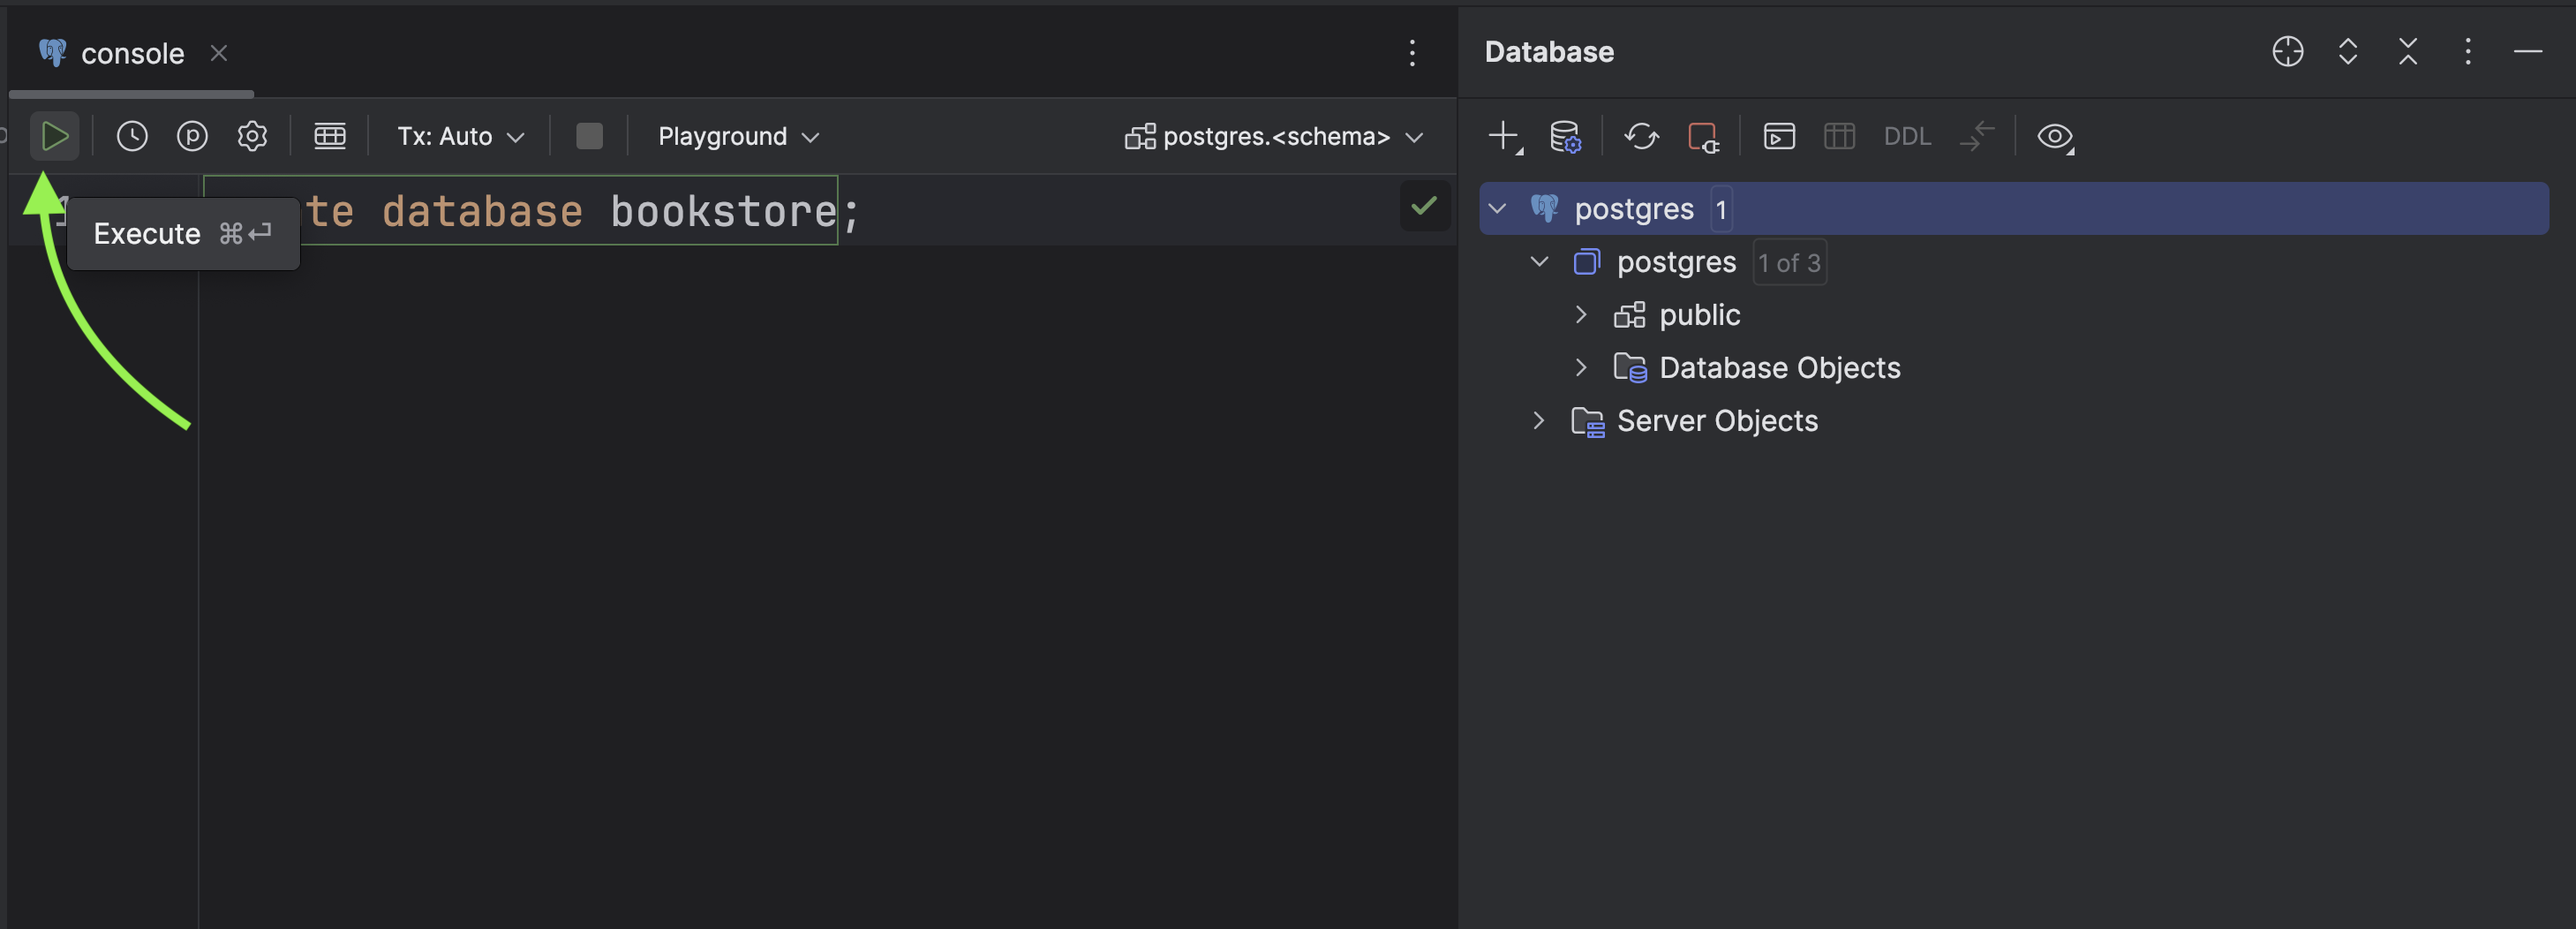 console
Tx: Auto
Playground
postgres.<schema>
te database bookstore;
Execute ⌘⏎
Database
DDL
postgres 1
postgres 1 of 3
public
Database Objects
Server Objects